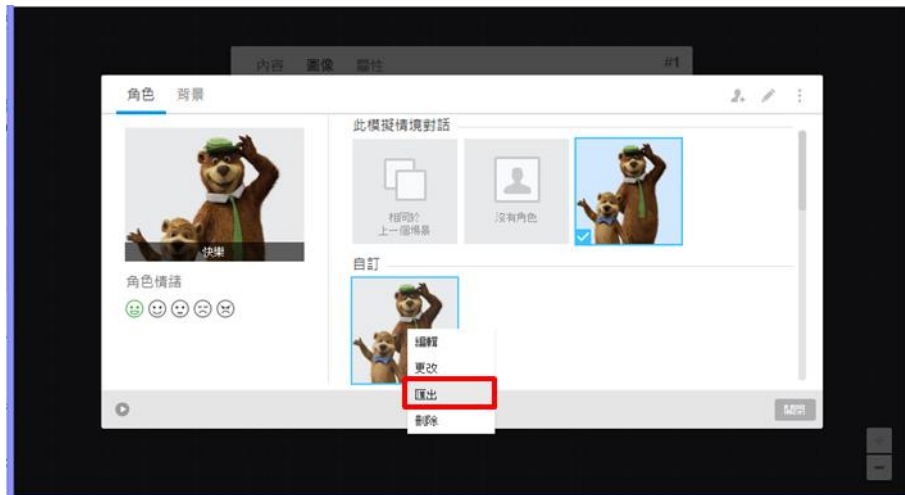 內容 圖像 屬性 #1
角色 背景
此模擬情境對話
相同於
上一個場景
沒有角色
快樂
角色情緒
自訂
編輯
更改
匯出
刪除
關閉